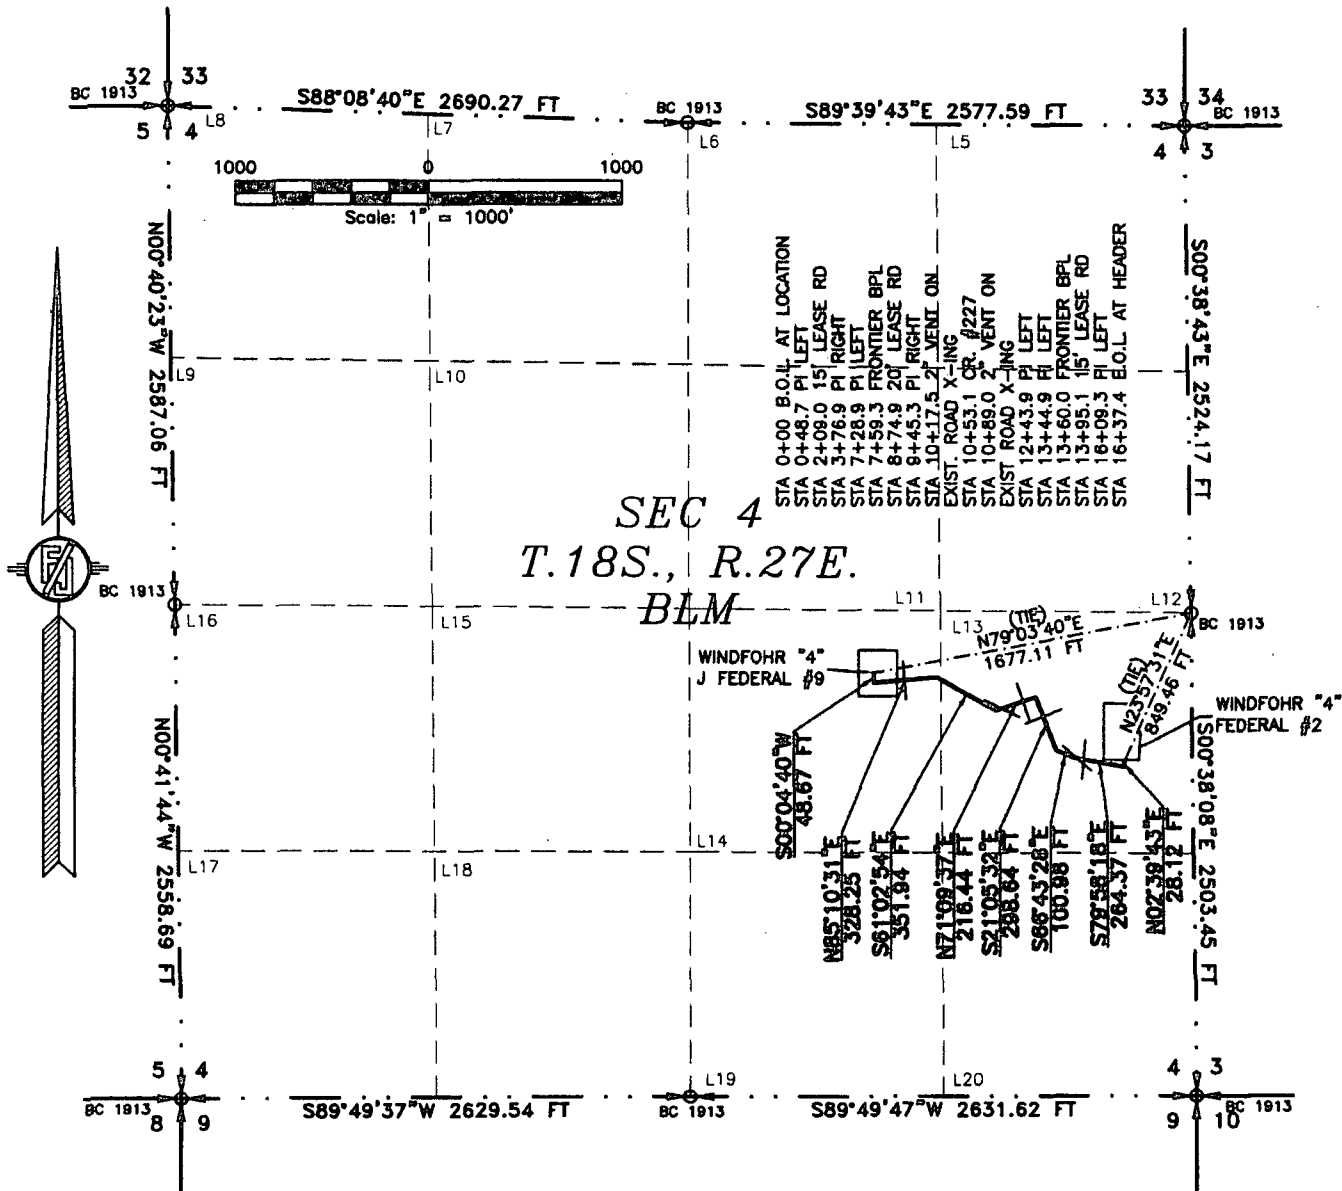 32 33
BC 1913
5 4
L8
S88°08'40"E 2690.27 FT
L7
BC 1913
L6
S89°39'43"E 2577.59 FT
L5
33 34
BC 1913
4 3
1000 0 1000
Scale: 1" = 1000'
N00°40'23"W 2587.06 FT
L9
L10
STA 0+00 B.O.L. AT LOCATION
STA 0+48.7 PI LEFT
STA 2+09.0 15' LEASE RD
STA 3+76.9 PI RIGHT
STA 7+28.9 PI LEFT
STA 7+59.3 FRONTIER BPL
STA 8+74.9 20' LEASE RD
STA 9+45.3 PI RIGHT
STA 10+17.5 2" VENT ON
EXIST. ROAD X-ING
STA 10+53.1 CR. #227
STA 10+89.0 2" VENT ON
EXIST ROAD X-ING
STA 12+43.9 PI LEFT
STA 13+44.9 PI LEFT
STA 13+60.0 FRONTIER BPL
STA 13+95.1 15' LEASE RD
STA 16+09.3 PI LEFT
STA 16+37.4 E.O.L. AT HEADER
S00°38'43"E 2524.17 FT
SEC 4
T.18S., R.27E.
BLM
BC 1913
L16
L15
L11
L13
L12
BC 1913
(TIE)
N79°03'40"E
1677.11 FT
(TIE)
N23°57'31"E
849.46 FT
WINDFOHR "4"
J FEDERAL #9
WINDFOHR "4"
FEDERAL #2
N00°41'44"W 2558.69 FT
L17
L18
L14
S00°04'40"W
48.67 FT
N85°10'31"E
328.25 FT
S61°02'54"E
351.94 FT
N71°09'37"E
216.44 FT
S21°05'32"E
298.64 FT
S66°43'28"E
100.98 FT
S79°58'18"E
264.37 FT
N02°39'43"E
28.12 FT
S00°38'08"E 2503.45 FT
5 4
BC 1913
8 9
S89°49'37"W 2629.54 FT
L19
BC 1913
L20
S89°49'47"W 2631.62 FT
4 3
BC 1913
9 10